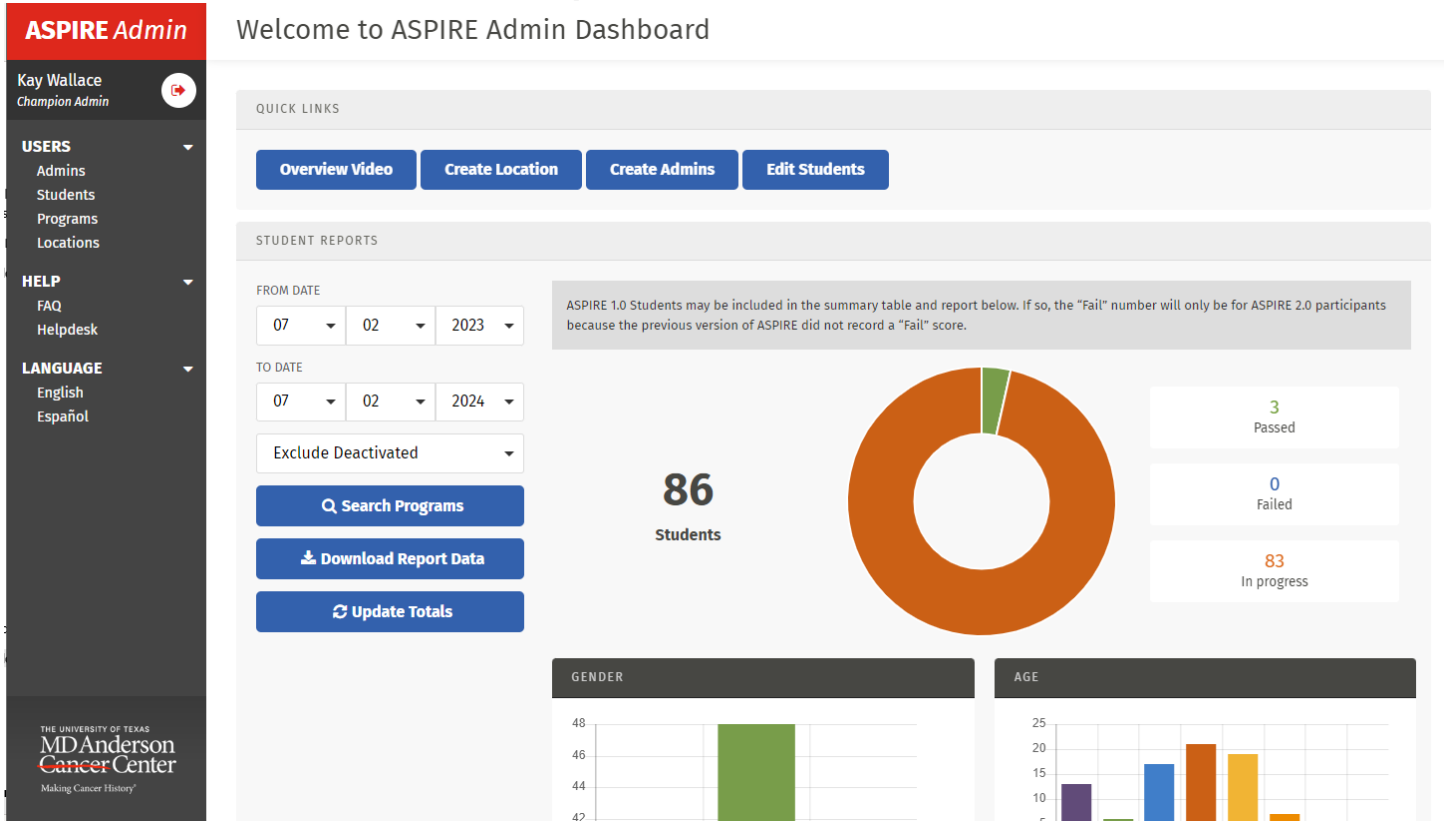 ASPIRE Admin
Welcome to ASPIRE Admin Dashboard
Kay Wallace
Champion Admin
USERS
Admins
Students
Programs
Locations
HELP
FAQ
Helpdesk
LANGUAGE
English
Español
THE UNIVERSITY OF TEXAS
MD Anderson
Cancer Center
Making Cancer History®
QUICK LINKS
Overview Video
Create Location
Create Admins
Edit Students
STUDENT REPORTS
FROM DATE
07 02 2023
TO DATE
07 02 2024
Exclude Deactivated
Search Programs
Download Report Data
Update Totals
ASPIRE 1.0 Students may be included in the summary table and report below. If so, the “Fail” number will only be for ASPIRE 2.0 participants
because the previous version of ASPIRE did not record a “Fail” score.
86
Students
3
Passed
0
Failed
83
In progress
GENDER
48
46
44
42
AGE
25
20
15
10
5